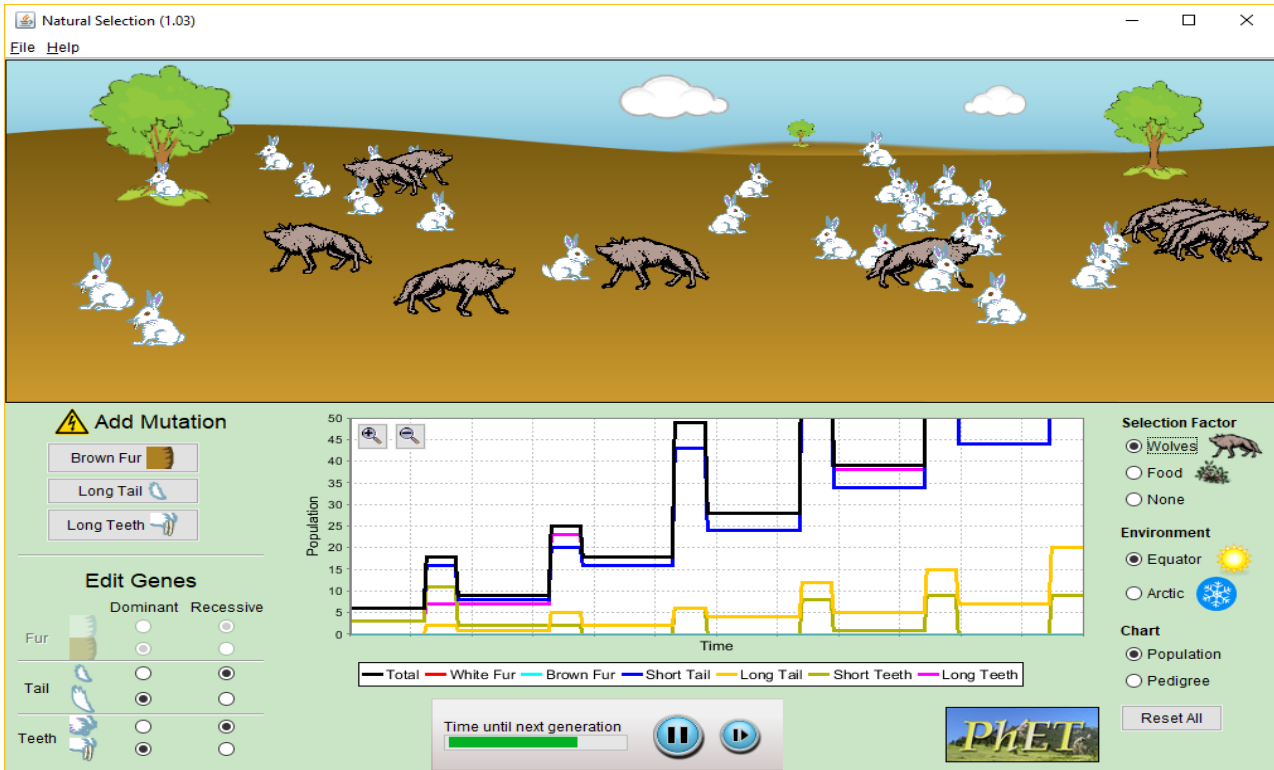 Natural Selection (1.03)
File Help
Add Mutation
Brown Fur
Long Tail
Long Teeth
Edit Genes
Dominant Recessive
Fur
Tail
Teeth
50
45
40
35
30
25
20
15
10
5
0
Population
Time
Total White Fur Brown Fur Short Tail Long Tail Short Teeth Long Teeth
Time until next generation
PhET
Selection Factor
Wolves
Food
None
Environment
Equator
Arctic
Chart
Population
Pedigree
Reset All